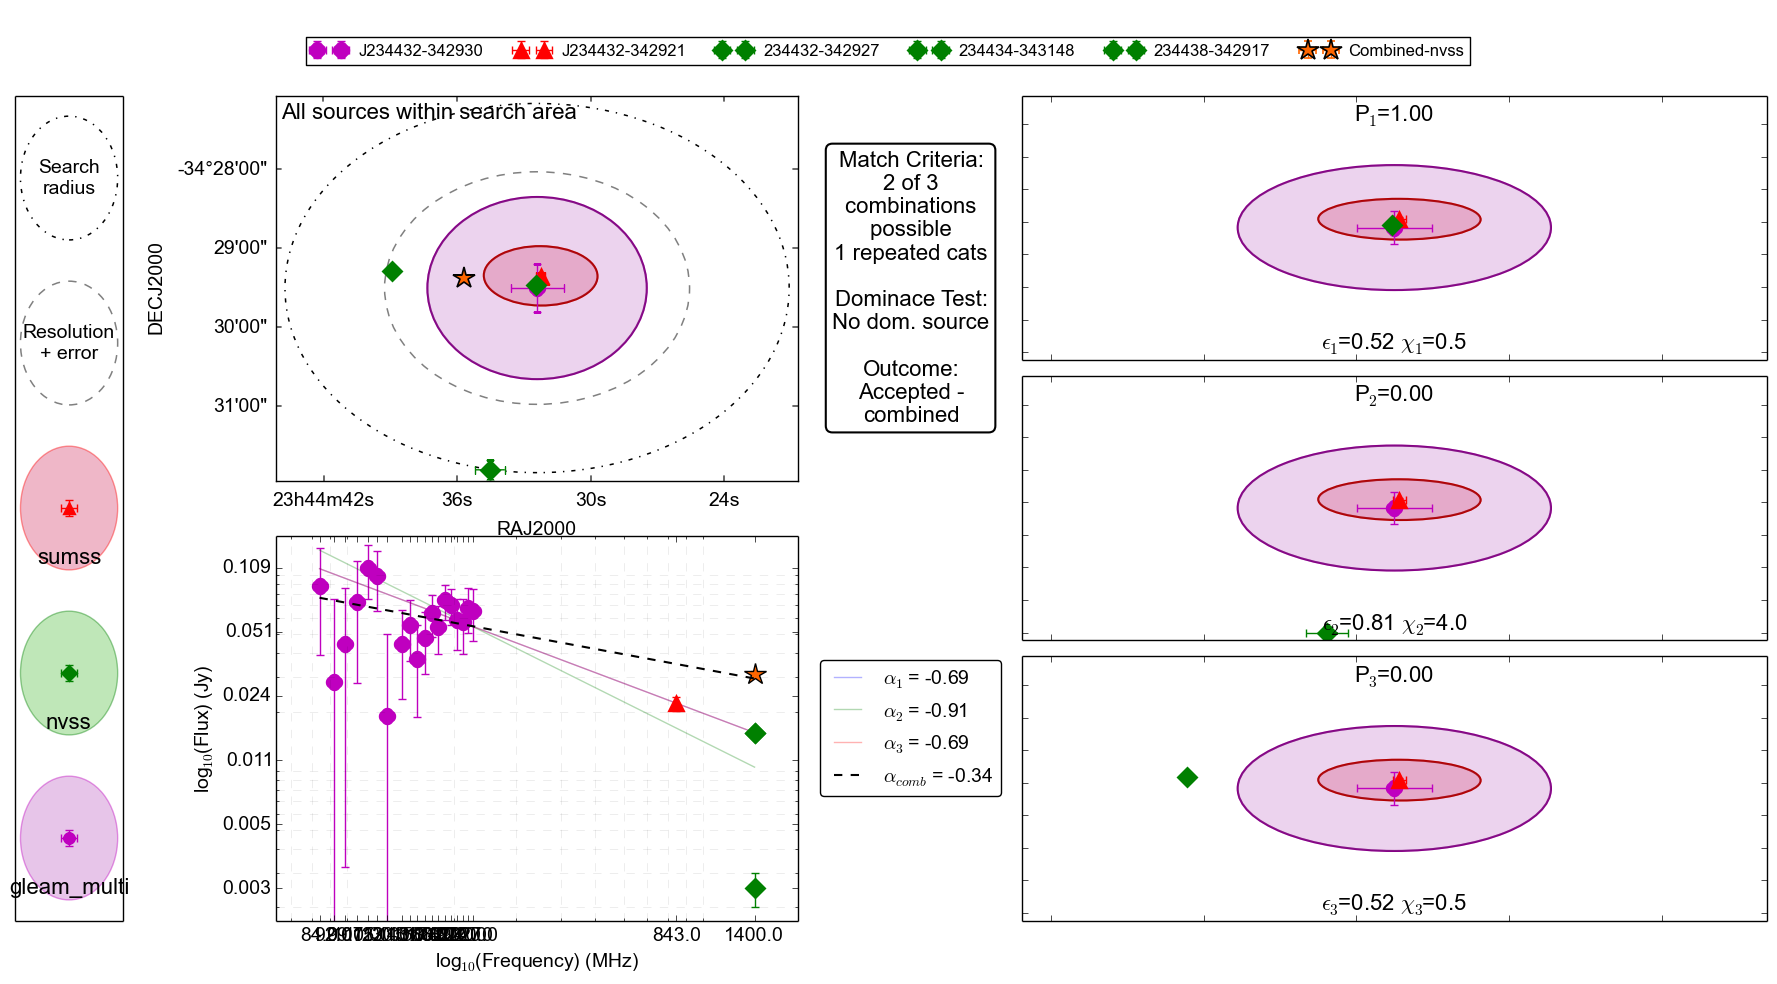 J234432-342930 J234432-342921 234432-342927 234434-343148 234438-342917 Combined-nvss
Search
radius
Resolution
+ error
sumss
nvss
gleam_multi
All sources within search area
DECJ2000
-34°28'00"
29'00"
30'00"
31'00"
23h44m42s 36s 30s 24s
RAJ2000
log10(Flux) (Jy)
0.109
0.051
0.024
0.011
0.005
0.003
843.0 1400.0
log10(Frequency) (MHz)
Match Criteria:
2 of 3
combinations
possible
1 repeated cats
Dominace Test:
No dom. source
Outcome:
Accepted -
combined
α1 = -0.69
α2 = -0.91
α3 = -0.69
αcomb = -0.34
P1=1.00
ϵ1=0.52 χ1=0.5
P2=0.00
ϵ2=0.81 χ2=4.0
P3=0.00
ϵ3=0.52 χ3=0.5